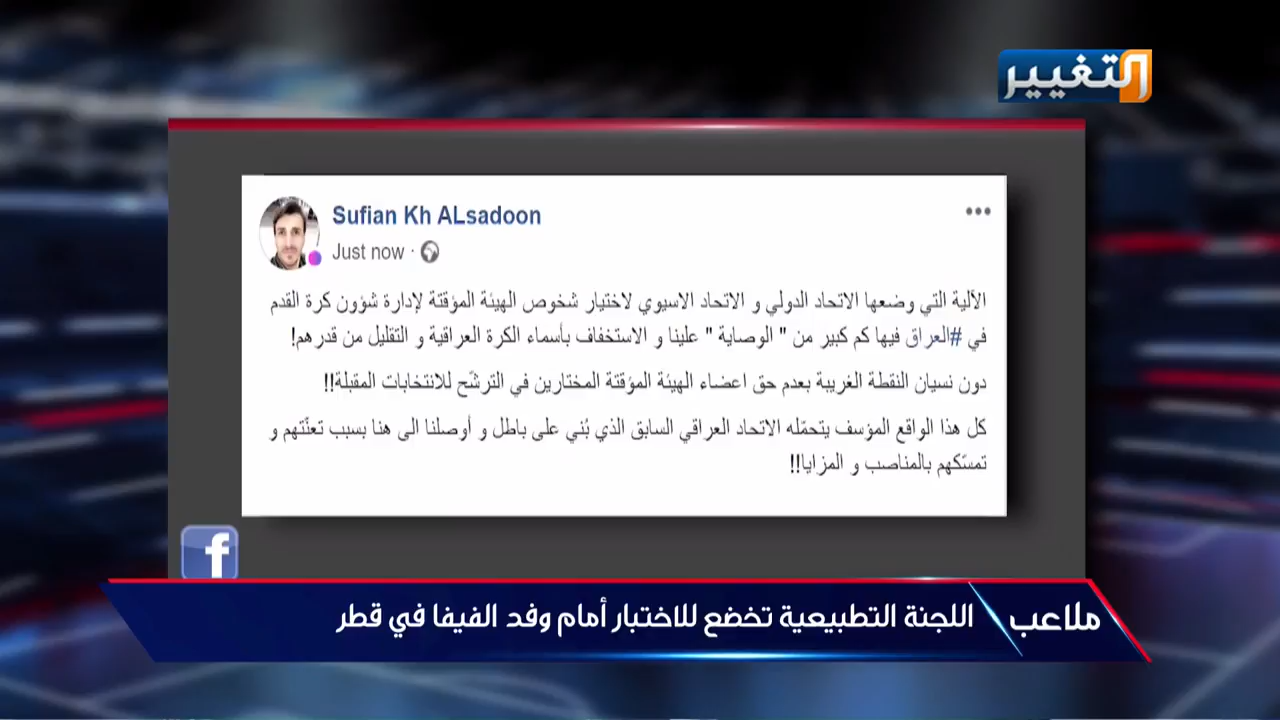 التغيير
Sufian Kh ALsadoon
Just now ·
الآلية التي وضعها الاتحاد الدولي و الاتحاد الاسيوي لاختيار شخوص الهيئة المؤقتة لإدارة شؤون كرة القدم
في #العراق فيها كم كبير من " الوصاية " علينا و الاستخفاف بأسماء الكرة العراقية و التقليل من قدرهم!
دون نسيان النقطة الغريبة بعدم حق اعضاء الهيئة المؤقتة المختارين في الترشّح للانتخابات المقبلة!!
كل هذا الواقع المؤسف يتحمّله الاتحاد العراقي السابق الذي بُني على باطل و أوصلنا الى هنا بسبب تعنّتهم و
تمسّكهم بالمناصب و المزايا!!
f
ملاعب
اللجنة التطبيعية تخضع للاختبار أمام وفد الفيفا في قطر